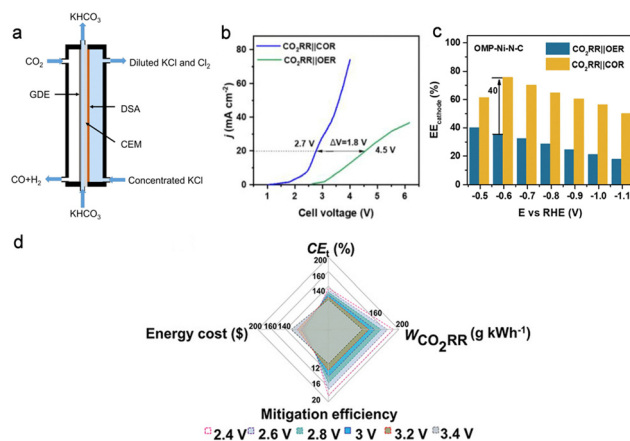 a
KHCO₃
CO₂
Diluted KCl and Cl₂
GDE
DSA
CEM
CO+H₂
Concentrated KCl
KHCO₃
b
CO₂RR||COR
CO₂RR||OER
80
60
40
20
0
j (mA cm⁻²)
2.7 V
ΔV=1.8 V
4.5 V
1 2 3 4 5 6
Cell voltage (V)
c
OMP-Ni-N-C
CO₂RR||OER
CO₂RR||COR
100
80
60
40
20
0
EEcathode (%)
40
-0.5 -0.6 -0.7 -0.8 -0.9 -1.0 -1.1
E vs RHE (V)
d
CEt (%)
200
160
140
Energy cost ($)
200 160 140
160
200
WCO₂RR (g kWh⁻¹)
12
16
20
Mitigation efficiency
2.4 V 2.6 V 2.8 V 3 V 3.2 V 3.4 V